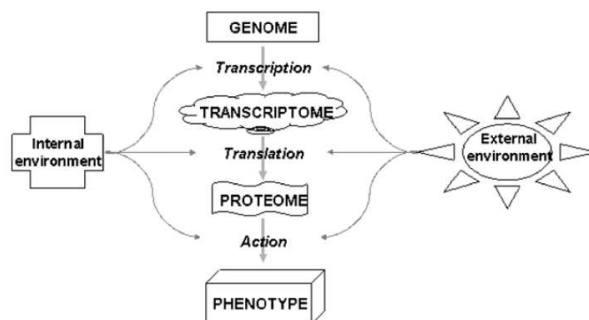 GENOME
Transcription
TRANSCRIPTOME
Internal
environment
Translation
External
environment
PROTEOME
Action
PHENOTYPE